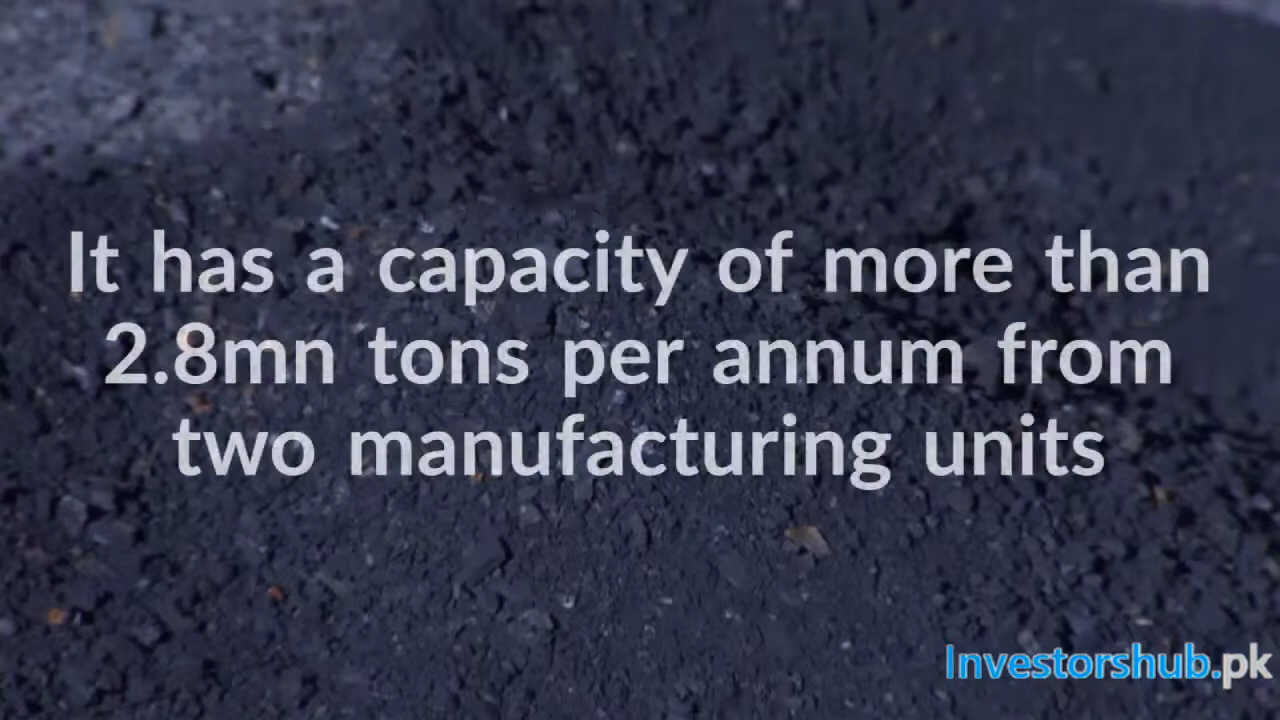 It has a capacity of more than
2.8mn tons per annum from
two manufacturing units
Investorshub.pk